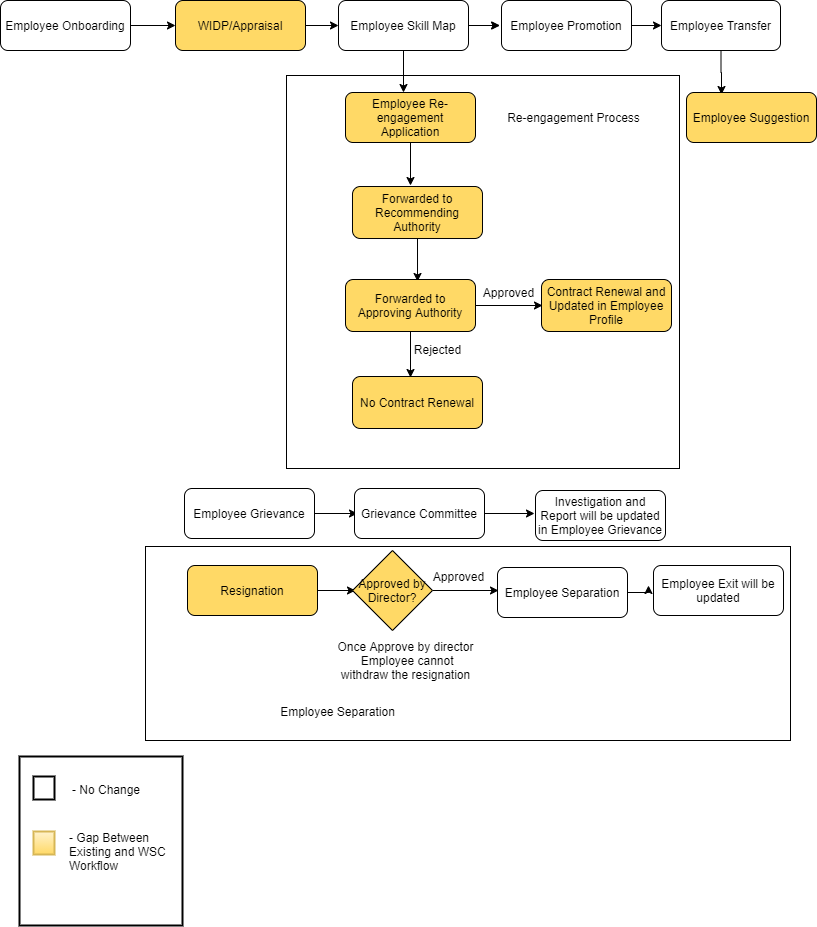 Employee Onboarding
WIDP/Appraisal
Employee Skill Map
Employee Promotion
Employee Transfer
Employee Re-
engagement
Application
Re-engagement Process
Employee Suggestion
Forwarded to
Recommending
Authority
Forwarded to
Approving Authority
Approved
Contract Renewal and
Updated in Employee
Profile
Rejected
No Contract Renewal
Employee Grievance
Grievance Committee
Investigation and
Report will be updated
in Employee Grievance
Resignation
Approved by
Director?
Approved
Employee Separation
Employee Exit will be
updated
Once Approve by director
Employee cannot
withdraw the resignation
Employee Separation
- No Change
- Gap Between
Existing and WSC
Workflow